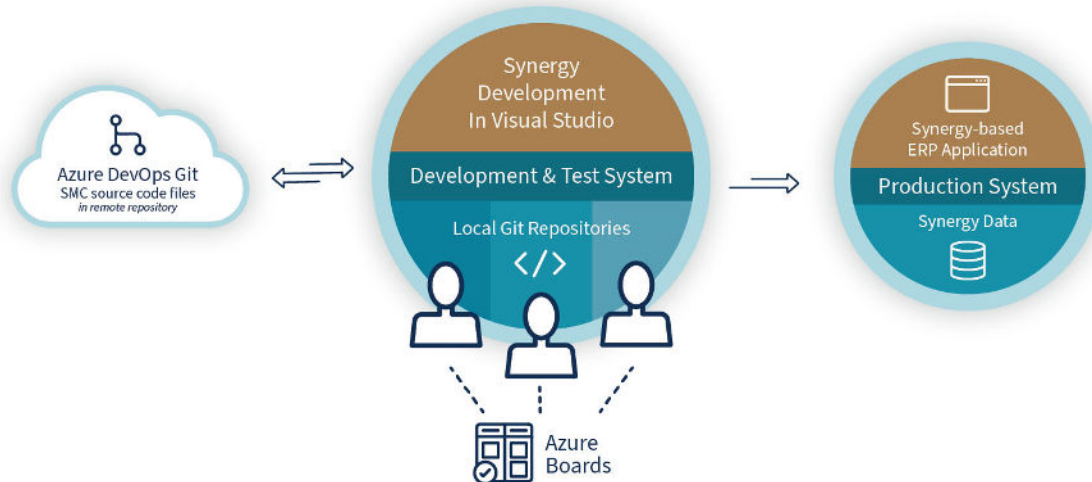 Azure DevOps Git
SMC source code files
in remote repository
Synergy
Development
In Visual Studio
Development & Test System
Local Git Repositories
</>
Azure
Boards
Synergy-based
ERP Application
Production System
Synergy Data